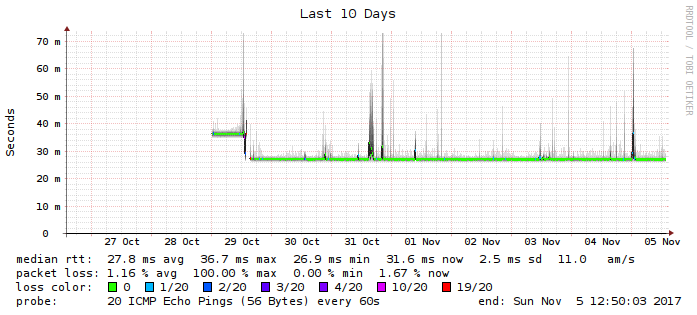 Last 10 Days
RRDTOOL / TOBI OETIKER
Seconds
70 m
60 m
50 m
40 m
30 m
20 m
10 m
0
27 Oct 28 Oct 29 Oct 30 Oct 31 Oct 01 Nov 02 Nov 03 Nov 04 Nov 05 Nov
median rtt: 27.8 ms avg 36.7 ms max 26.9 ms min 31.6 ms now 2.5 ms sd 11.0 am/s
packet loss: 1.16 % avg 100.00 % max 0.00 % min 1.67 % now
loss color: 0 1/20 2/20 3/20 4/20 10/20 19/20
probe: 20 ICMP Echo Pings (56 Bytes) every 60s end: Sun Nov 5 12:50:03 2017